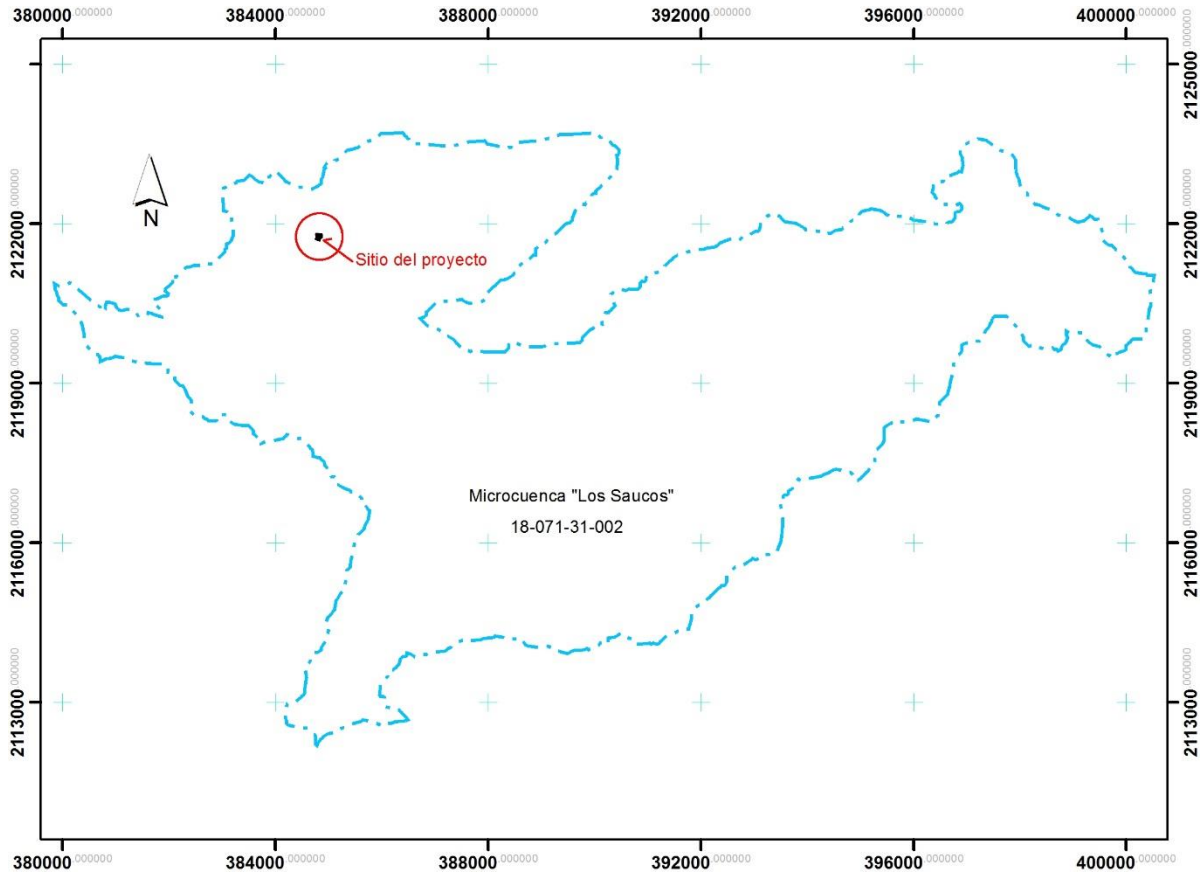 380000.000000 384000.000000 388000.000000 392000.000000 396000.000000 400000.000000
2125000.000000
N
2122000.000000 2122000.000000
Sitio del proyecto
2119000.000000 2119000.000000
Microcuenca "Los Saucos"
18-071-31-002
2116000.000000 2116000.000000
2113000.000000 2113000.000000
380000.000000 384000.000000 388000.000000 392000.000000 396000.000000 400000.000000